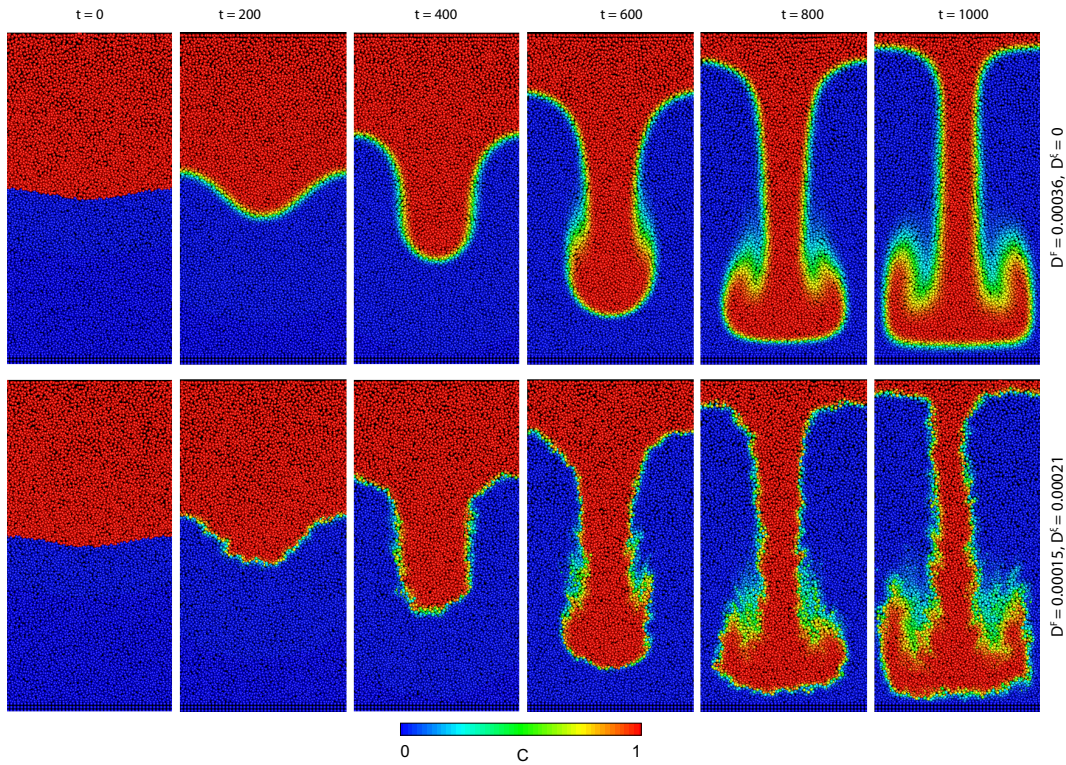 t = 0
t = 200
t = 400
t = 600
t = 800
t = 1000
D^F = 0.00036, D^ξ = 0
D^F = 0.00015, D^ξ = 0.00021
0
1
C